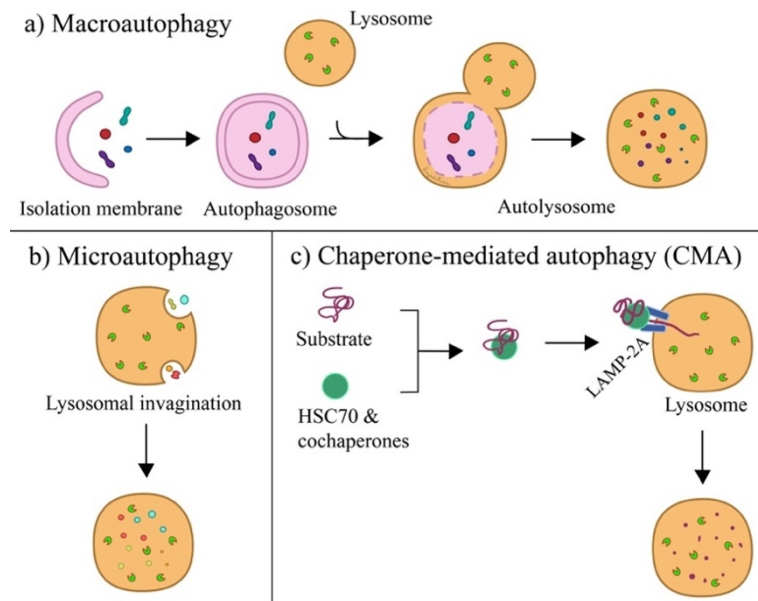 a) Macroautophagy
Lysosome
Isolation membrane
Autophagosome
Autolysosome
b) Microautophagy
Lysosomal invagination
c) Chaperone-mediated autophagy (CMA)
Substrate
HSC70 &
cochaperones
LAMP-2A
Lysosome